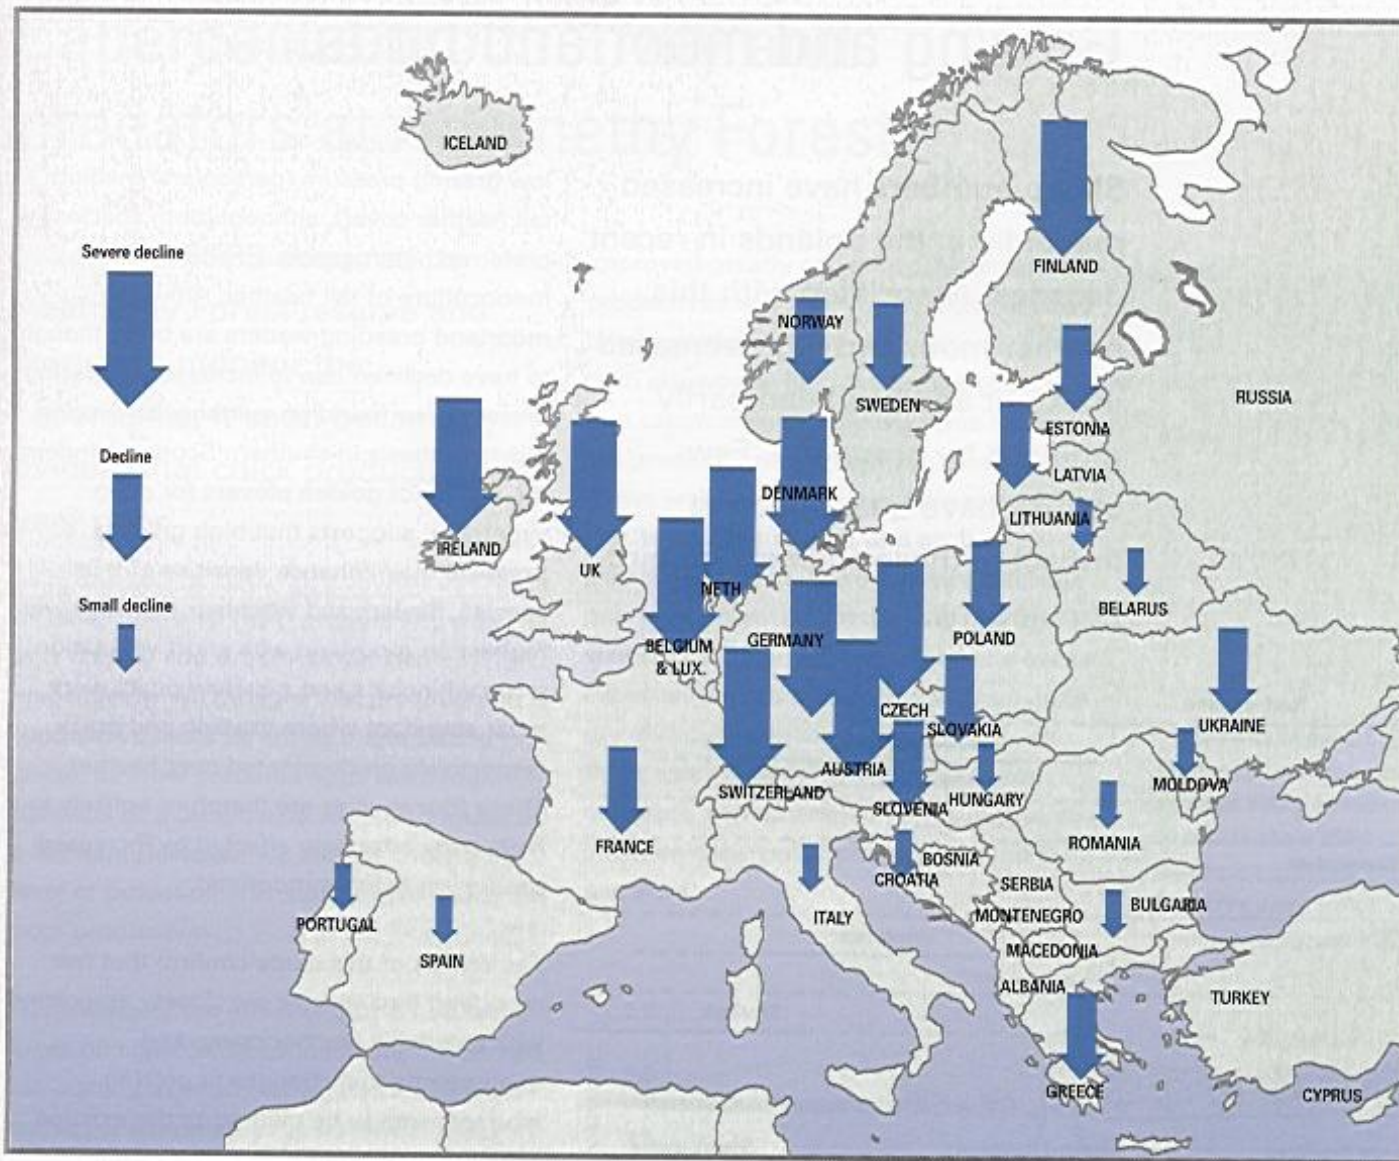 ICELAND
Severe decline
FINLAND
NORWAY
RUSSIA
SWEDEN
ESTONIA
Decline
LATVIA
DENMARK
LITHUANIA
IRELAND
UK
NETH
Small decline
BELARUS
GERMANY
POLAND
BELGIUM
& LUX.
CZECH
UKRAINE
SLOVAKIA
AUSTRIA
MOLDOVA
SWITZERLAND
HUNGARY
SLOVENIA
ROMANIA
FRANCE
BOSNIA
CROATIA
SERBIA
BULGARIA
ITALY
MONTENEGRO
PORTUGAL
MACEDONIA
SPAIN
ALBANIA
TURKEY
GREECE
CYPRUS